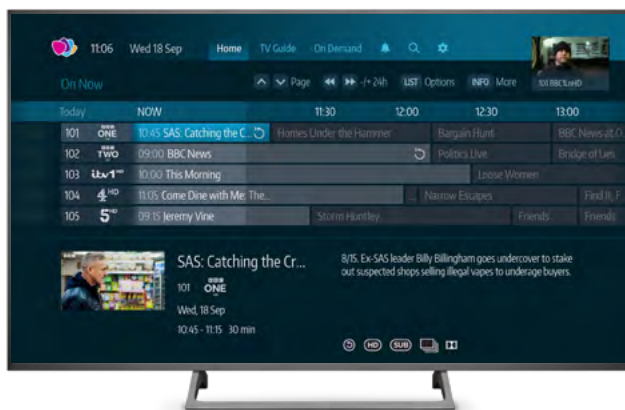 11:06 Wed 18 Sep Home TV Guide On Demand
On Now Page -/+ 24h LIST Options INFO More 101 BBC1LnHD
Today NOW 11:30 12:00 12:30 13:00
101 BBC ONE 10:45 SAS: Catching the C... Homes Under the Hammer Bargain Hunt BBC News at O
102 BBC TWO 09:00 BBC News Politics Live Bridge of Lies
103 itv1 HD 10:00 This Morning Loose Women
104 4 HD 11:05 Come Dine with Me: The... ... Narrow Escapes Find It, F
105 5 HD 09:15 Jeremy Vine Storm Huntley Friends Friends
SAS: Catching the Cr...
8/15. Ex-SAS leader Billy Billingham goes undercover to stake
out suspected shops selling illegal vapes to underage buyers.
101 BBC ONE
Wed, 18 Sep
10:45 - 11:15 30 min
HD SUB